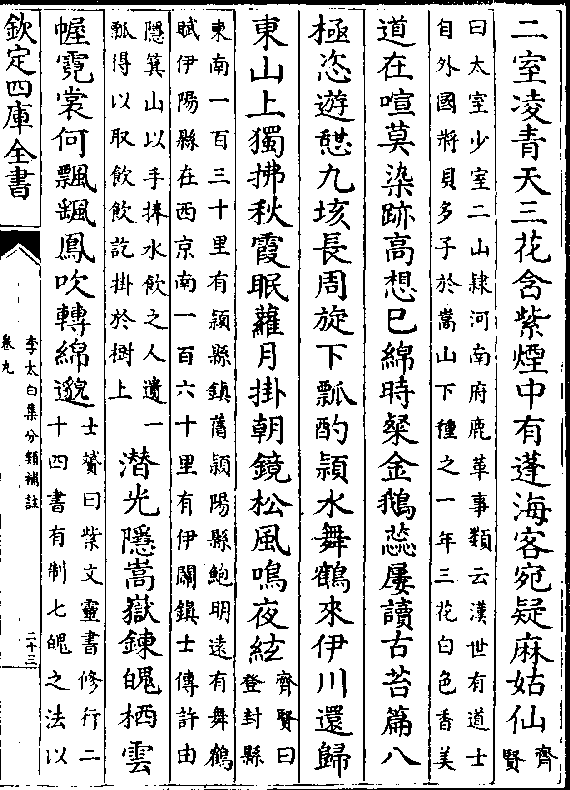 二室凌青天三花含紫煙中有蓬海客宛疑麻姑仙齊賢
曰太室少室二山隷河南府鹿革事類云漢世有道士
自外國將貝多子於嵩山下種之一年三花白色香美
道在喧莫染跡高想已綿時餐金鵝蕊屢讀古苔篇八
極恣遊憇九垓長周旋下瓢酌潁水舞鶴來伊川還歸
東山上獨拂秋霞眠蘿月掛朝鏡松風鳴夜絃齊賢曰登封縣
東南一百三十里有潁縣鎮舊潁陽縣鮑明遠有舞鶴
賦伊陽縣在西京南一百六十里有伊闕鎮士傳許由
隱箕山以手捧水飲之人遺一
瓢得以取飲飲訖掛於樹上
潜光隱嵩嶽鍊魄栖雲
幄霓裳何飄颻鳳吹轉綿邈士贇曰紫文靈書修行二
十四書有制七魄之法以
欽定四庫全書
李太白集分類補註
卷九
二十三